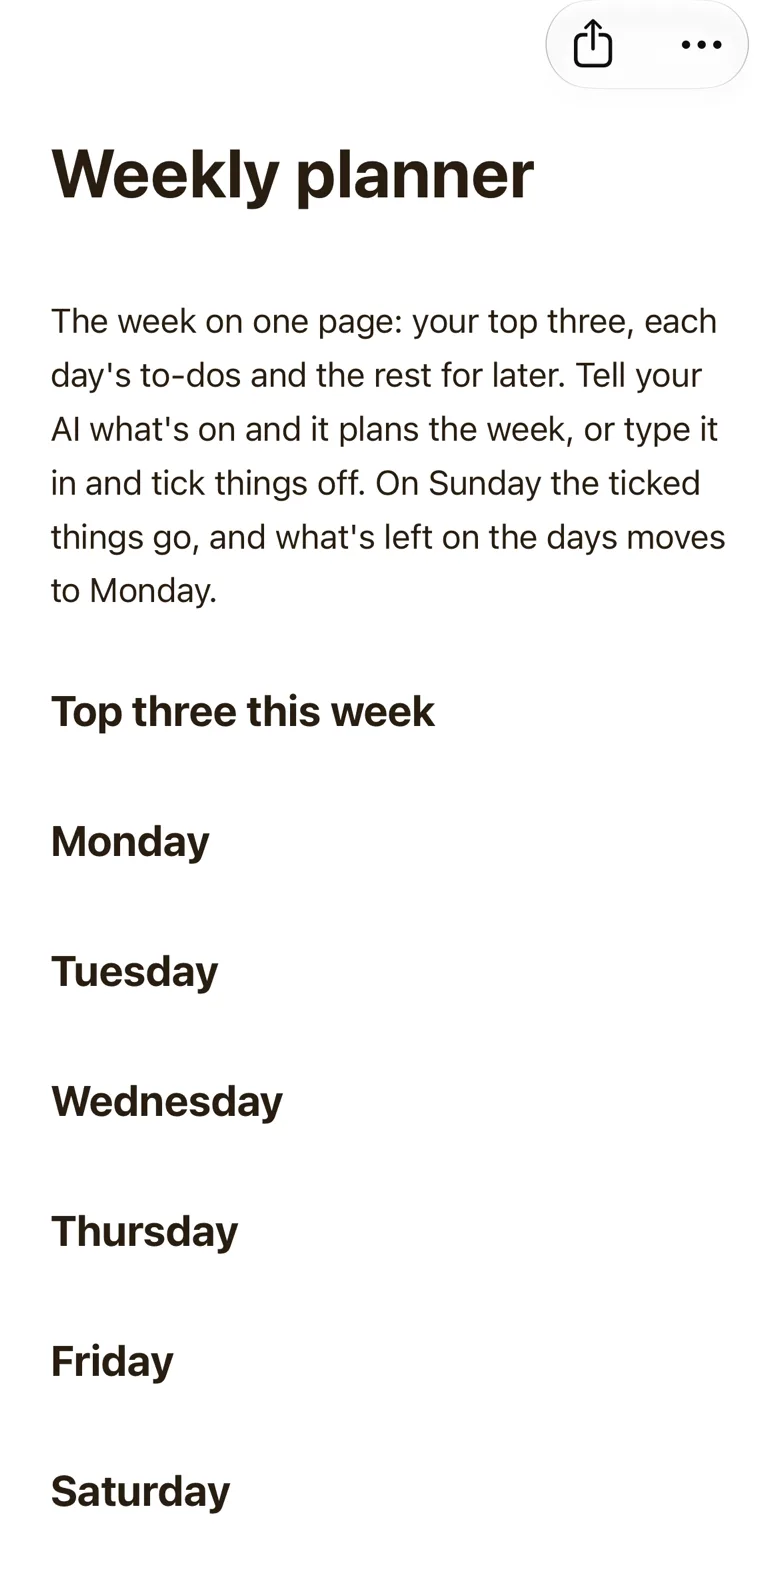 Weekly planner
The week on one page: your top three, each
day's to-dos and the rest for later. Tell your
AI what's on and it plans the week, or type it
in and tick things off. On Sunday the ticked
things go, and what's left on the days moves
to Monday.
Top three this week
Monday
Tuesday
Wednesday
Thursday
Friday
Saturday